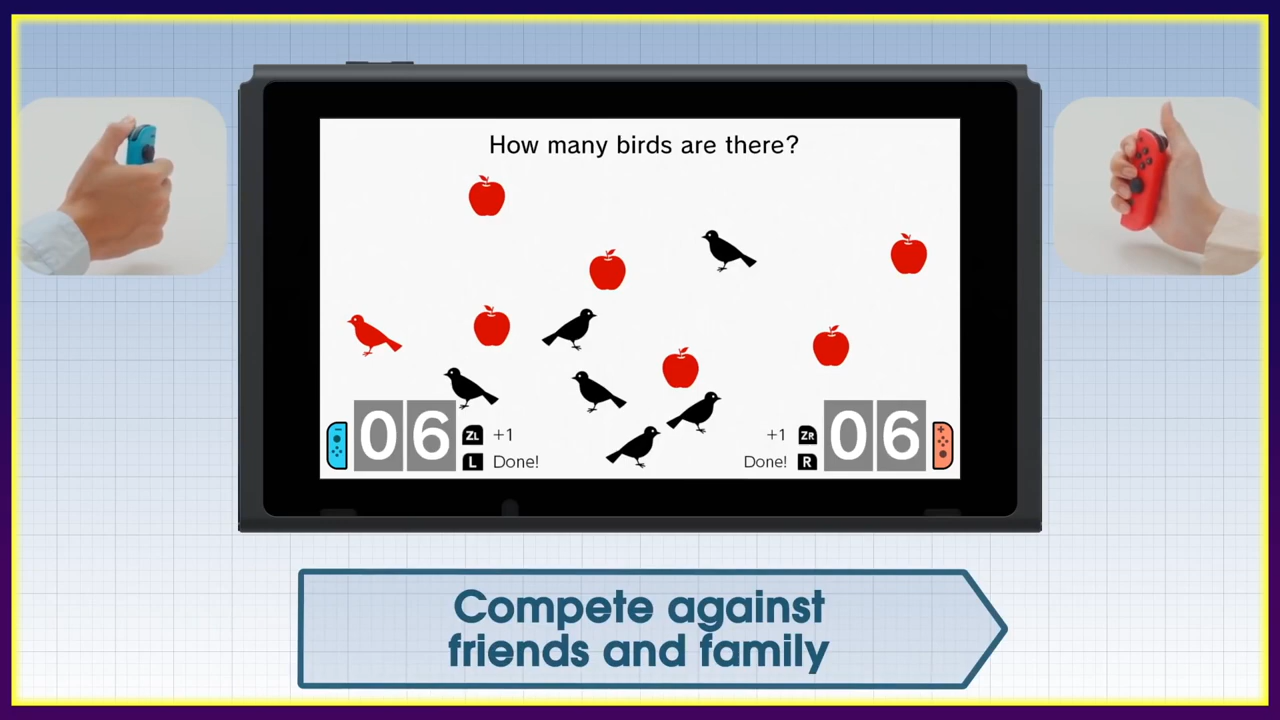 How many birds are there?
06
ZL +1
L Done!
+1 ZR
Done! R
06
Compete against
friends and family